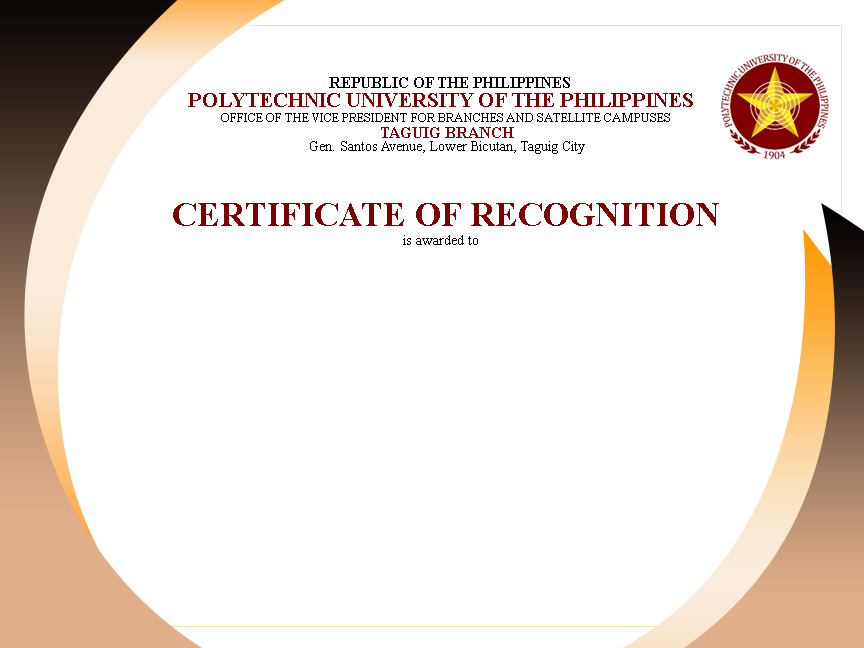 REPUBLIC OF THE PHILIPPINES
POLYTECHNIC UNIVERSITY OF THE PHILIPPINES
OFFICE OF THE VICE PRESIDENT FOR BRANCHES AND SATELLITE CAMPUSES
TAGUIG BRANCH
Gen. Santos Avenue, Lower Bicutan, Taguig City
POLYTECHNIC UNIVERSITY OF THE PHILIPPINES
1904
CERTIFICATE OF RECOGNITION
is awarded to